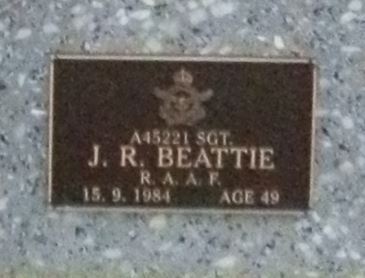 A45221 SGT.
J. R. BEATTIE
R. A. A. F.
15. 9. 1984 AGE 49